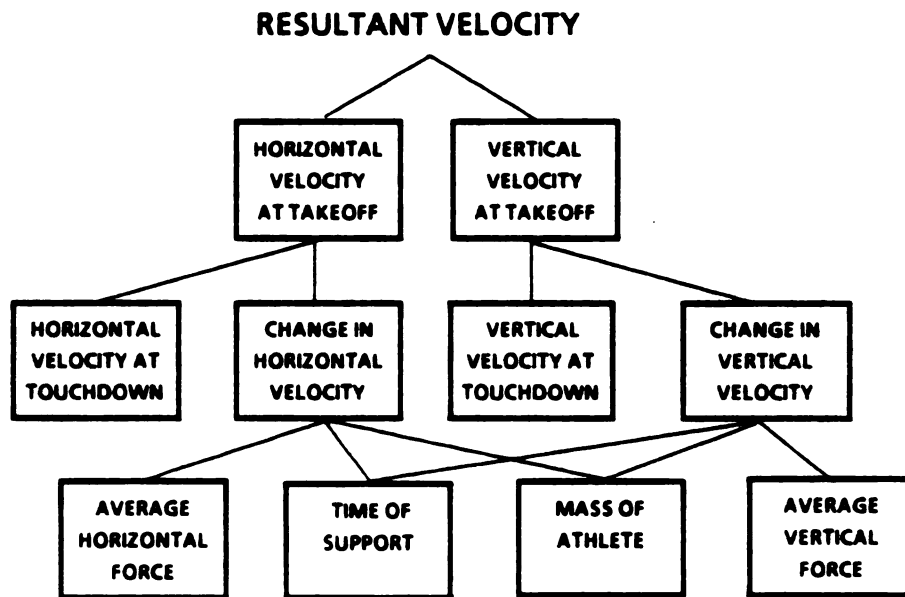 RESULTANT VELOCITY
HORIZONTAL
VELOCITY
AT TAKEOFF
VERTICAL
VELOCITY
AT TAKEOFF
HORIZONTAL
VELOCITY AT
TOUCHDOWN
CHANGE IN
HORIZONTAL
VELOCITY
VERTICAL
VELOCITY AT
TOUCHDOWN
CHANGE IN
VERTICAL
VELOCITY
AVERAGE
HORIZONTAL
FORCE
TIME OF
SUPPORT
MASS OF
ATHLETE
AVERAGE
VERTICAL
FORCE